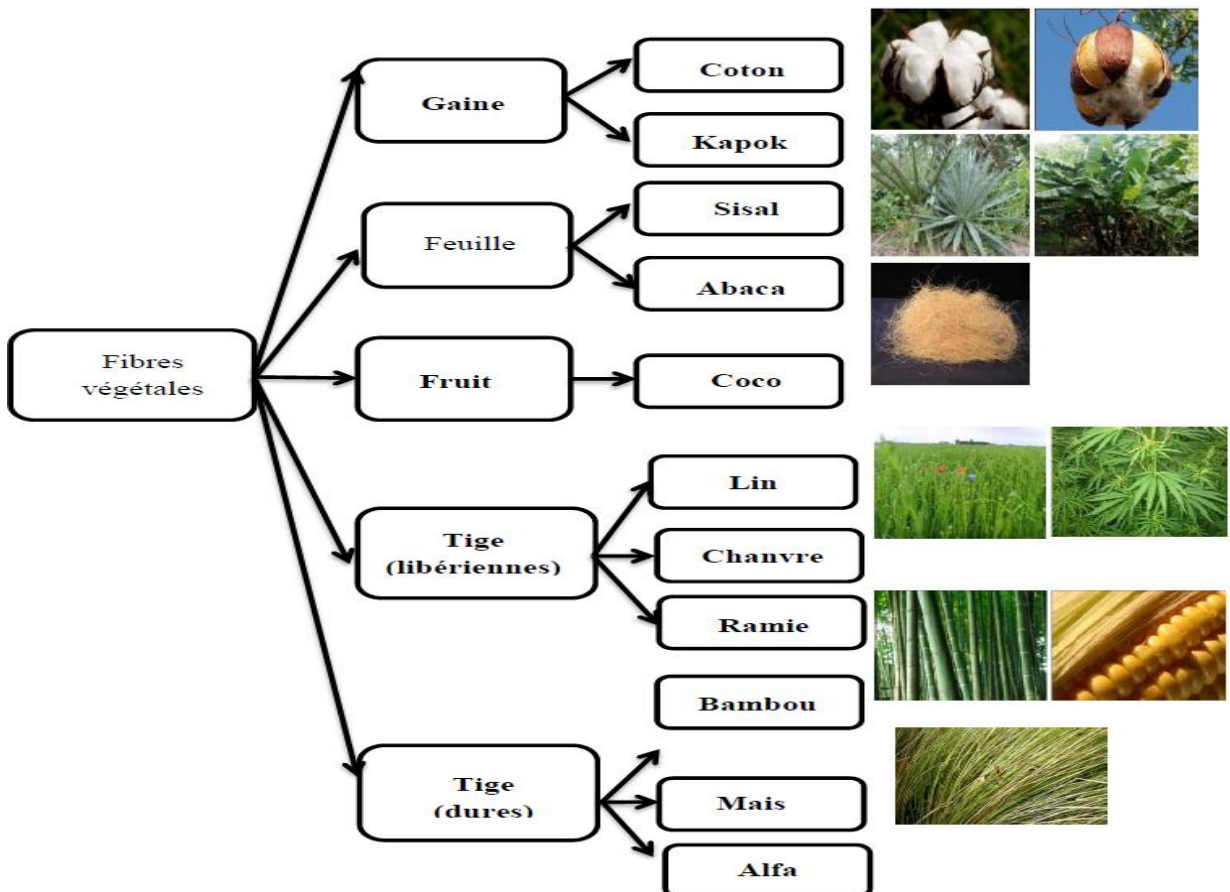 Fibres
végétales
Gaine
Coton
Kapok
Feuille
Sisal
Abaca
Fruit
Coco
Tige
(libériennes)
Lin
Chanvre
Ramie
Tige
(dures)
Bambou
Mais
Alfa